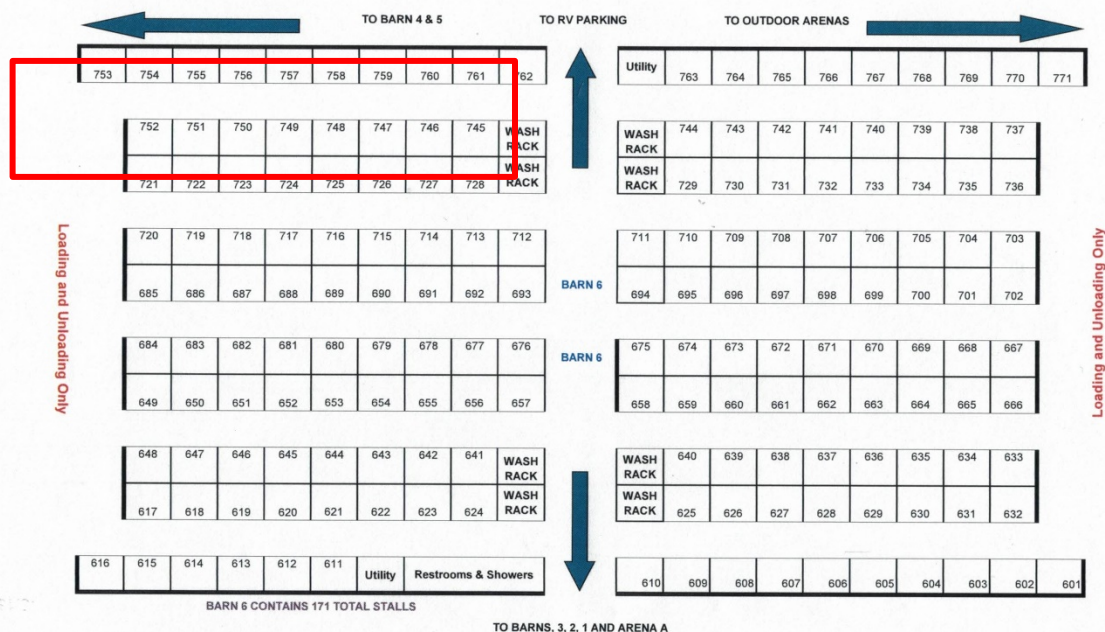 TO BARN 4 & 5 TO RV PARKING TO OUTDOOR ARENAS
753 754 755 756 757 758 759 760 761 762 Utility 763 764 765 766 767 768 769 770 771
752 751 750 749 748 747 746 745 WASH RACK WASH RACK 744 743 742 741 740 739 738 737
721 722 723 724 725 726 727 728 WASH RACK WASH RACK 729 730 731 732 733 734 735 736
Loading and Unloading Only
720 719 718 717 716 715 714 713 712 711 710 709 708 707 706 705 704 703
685 686 687 688 689 690 691 692 693 BARN 6 694 695 696 697 698 699 700 701 702
684 683 682 681 680 679 678 677 676 BARN 6 675 674 673 672 671 670 669 668 667
649 650 651 652 653 654 655 656 657 658 659 660 661 662 663 664 665 666
Loading and Unloading Only
648 647 646 645 644 643 642 641 WASH RACK WASH RACK 640 639 638 637 636 635 634 633
617 618 619 620 621 622 623 624 WASH RACK WASH RACK 625 626 627 628 629 630 631 632
616 615 614 613 612 611 Utility Restrooms & Showers 610 609 608 607 606 605 604 603 602 601
BARN 6 CONTAINS 171 TOTAL STALLS
TO BARNS, 3, 2, 1 AND ARENA A